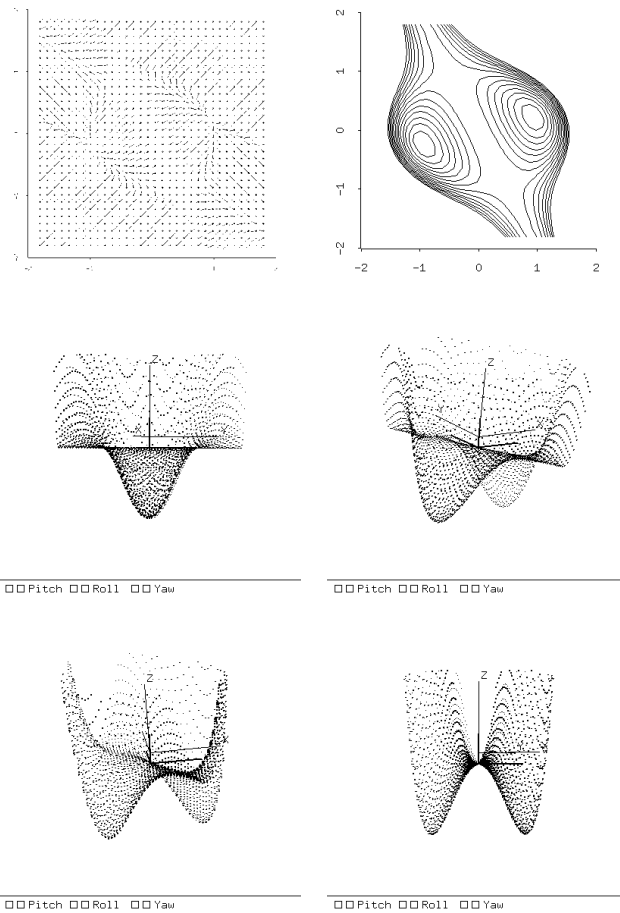 2
1
0
-1
-2
-2 -1 0 1 2
Z
Z
□□Pitch □□Roll □□Yaw
□□Pitch □□Roll □□Yaw
Z
Z
□□Pitch □□Roll □□Yaw
□□Pitch □□Roll □□Yaw